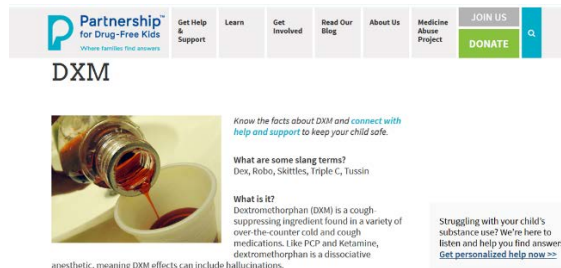 Partnership™
for Drug-Free Kids
Where families find answers
Get Help
&
Support
Learn
Get
Involved
Read Our
Blog
About Us
Medicine
Abuse
Project
JOIN US
DONATE
DXM
Know the facts about DXM and connect with
help and support to keep your child safe.
What are some slang terms?
Dex, Robo, Skittles, Triple C, Tussin
What is it?
Dextromethorphan (DXM) is a cough-
suppressing ingredient found in a variety of
over-the-counter cold and cough
medications. Like PCP and Ketamine,
dextromethorphan is a dissociative
anesthetic, meaning DXM effects can include hallucinations.
Struggling with your child's
substance use? We're here to
listen and help you find answer
Get personalized help now >>